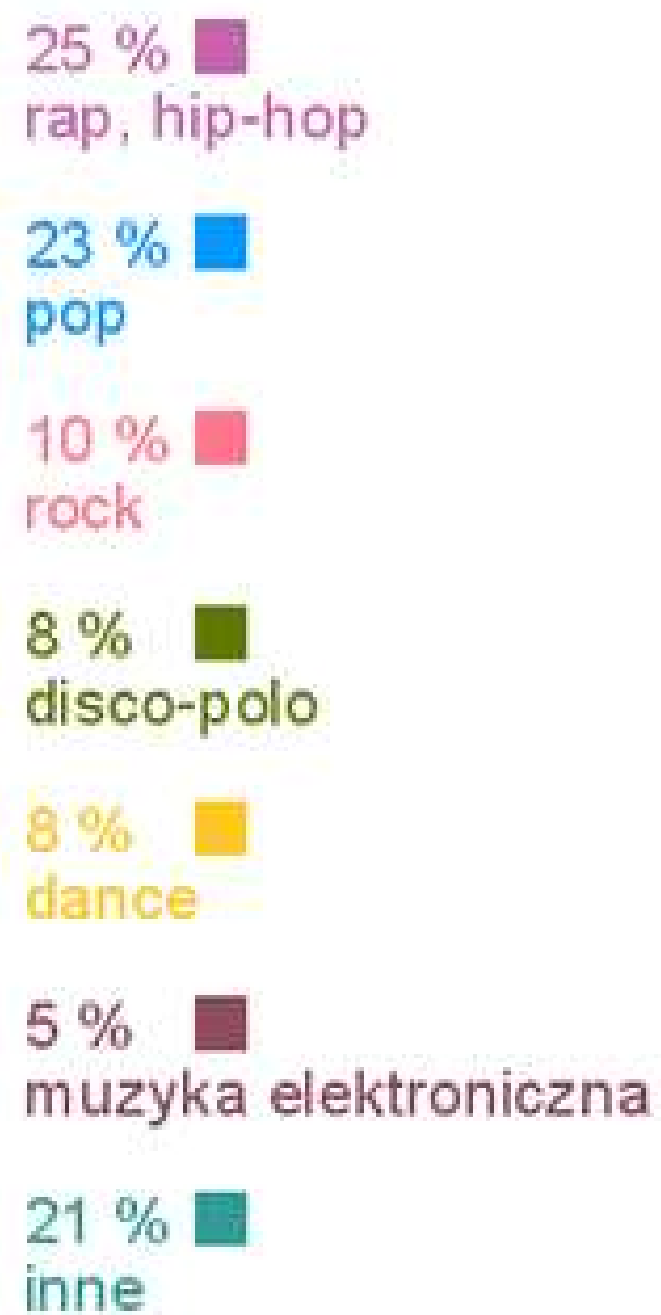 25 %
rap, hip-hop
23 %
pop
10 %
rock
8 %
disco-polo
8 %
dance
5 %
muzyka elektroniczna
21 %
inne